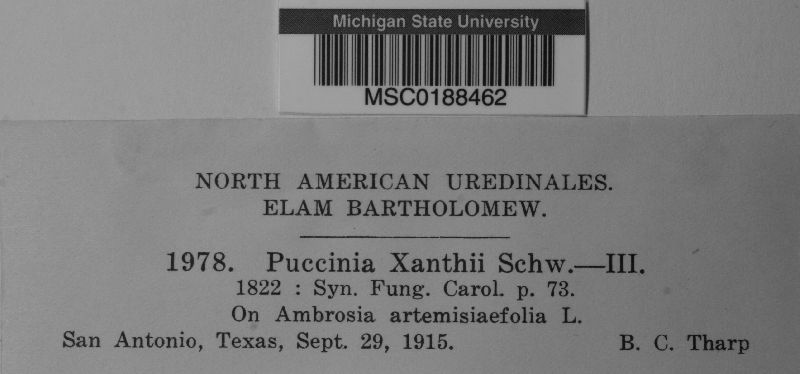 Michigan State University
MSC0188462
NORTH AMERICAN UREDINALES.
ELAM BARTHOLOMEW.
1978. Puccinia Xanthii Schw.—III.
1822 : Syn. Fung. Carol. p. 73.
On Ambrosia artemisiaefolia L.
San Antonio, Texas, Sept. 29, 1915. B. C. Tharp